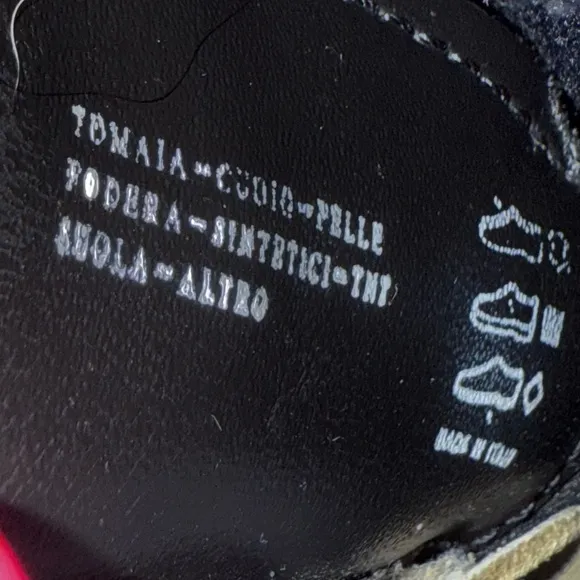 TOMAIA=CUOIO=PELLE
FODERA=SINTETICI=TNT
SUOLA=ALTRO
MADE IN ITALY